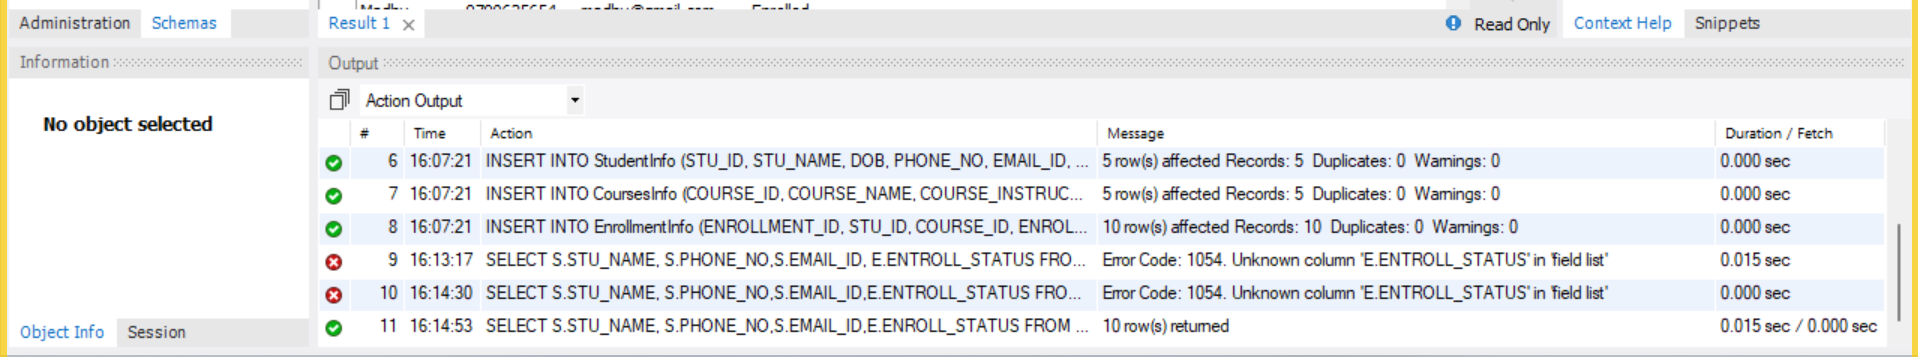 Madhu 9790625654 madhu@gmail.com Enrolled
Administration Schemas
Result 1
Read Only Context Help Snippets
Information
Output
Action Output
No object selected
# Time Action Message Duration / Fetch
6 16:07:21 INSERT INTO StudentInfo (STU_ID, STU_NAME, DOB, PHONE_NO, EMAIL_ID, ... 5 row(s) affected Records: 5 Duplicates: 0 Warnings: 0 0.000 sec
7 16:07:21 INSERT INTO CoursesInfo (COURSE_ID, COURSE_NAME, COURSE_INSTRUC... 5 row(s) affected Records: 5 Duplicates: 0 Warnings: 0 0.000 sec
8 16:07:21 INSERT INTO EnrollmentInfo (ENROLLMENT_ID, STU_ID, COURSE_ID, ENROL... 10 row(s) affected Records: 10 Duplicates: 0 Warnings: 0 0.000 sec
9 16:13:17 SELECT S.STU_NAME, S.PHONE_NO,S.EMAIL_ID, E.ENTROLL_STATUS FRO... Error Code: 1054. Unknown column 'E.ENTROLL_STATUS' in 'field list' 0.015 sec
10 16:14:30 SELECT S.STU_NAME, S.PHONE_NO,S.EMAIL_ID,E.ENTROLL_STATUS FRO... Error Code: 1054. Unknown column 'E.ENTROLL_STATUS' in 'field list' 0.000 sec
11 16:14:53 SELECT S.STU_NAME, S.PHONE_NO,S.EMAIL_ID,E.ENROLL_STATUS FROM ... 10 row(s) returned 0.015 sec / 0.000 sec
Object Info Session